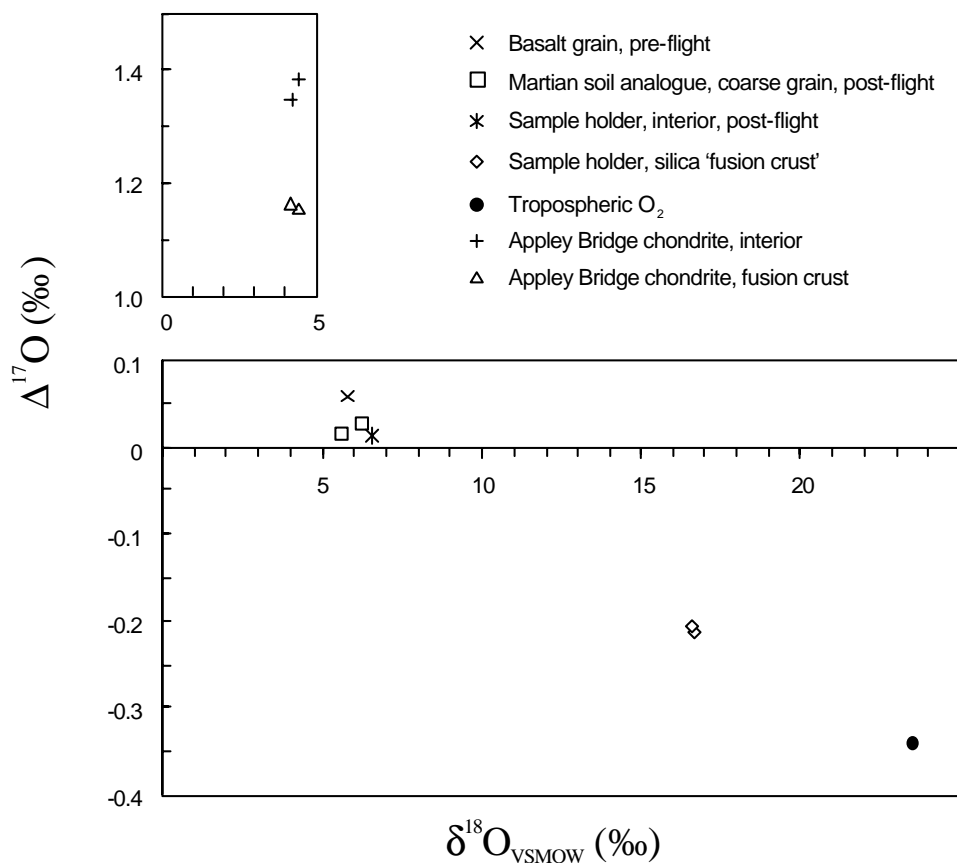 1.4
1.2
1.0
0 5
Basalt grain, pre-flight
Martian soil analogue, coarse grain, post-flight
Sample holder, interior, post-flight
Sample holder, silica ‘fusion crust’
Tropospheric O₂
Appley Bridge chondrite, interior
Appley Bridge chondrite, fusion crust
Δ¹⁷O (‰)
0.1
0
-0.1
-0.2
-0.3
-0.4
5 10 15 20
δ¹⁸O_VSMOW (‰)